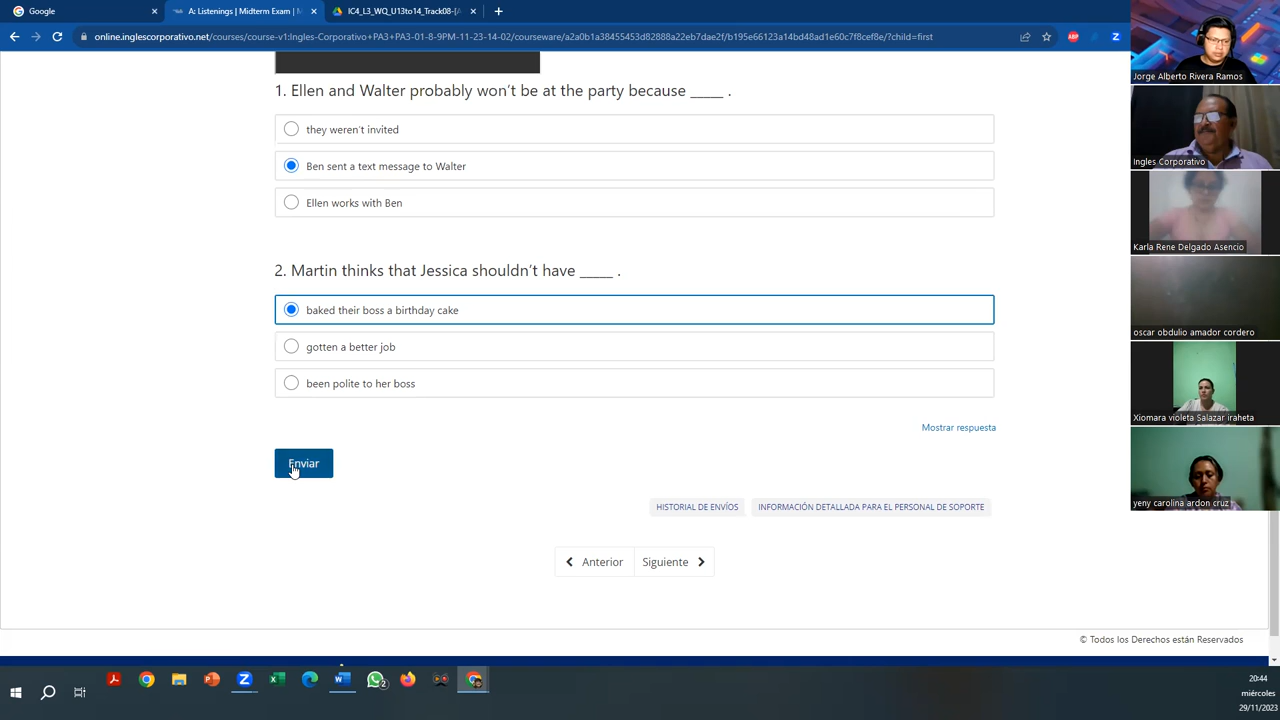 Google
A: Listenings | Midterm Exam | M
IC4_L3_WQ_U13to14_Track08-[A
online.inglescorporativo.net/courses/course-v1:Ingles-Corporativo+PA3+PA3-01-8-9PM-11-23-14-02/courseware/a2a0b1a38455453d82888a22eb7dae2f/b195e66123a14bd48ad1e60c7f8cef8e/?child=first
1. Ellen and Walter probably won't be at the party because _____ .
they weren't invited
Ben sent a text message to Walter
Ellen works with Ben
2. Martin thinks that Jessica shouldn't have _____ .
baked their boss a birthday cake
gotten a better job
been polite to her boss
Mostrar respuesta
Enviar
HISTORIAL DE ENVÍOS
INFORMACIÓN DETALLADA PARA EL PERSONAL DE SOPORTE
Anterior
Siguiente
© Todos los Derechos están Reservados
Jorge Alberto Rivera Ramos
Ingles Corporativo
Karla Rene Delgado Asencio
oscar obdulio amador cordero
Xiomara violeta Salazar iraheta
yeny carolina ardon cruz
20:44
miércoles
29/11/2023